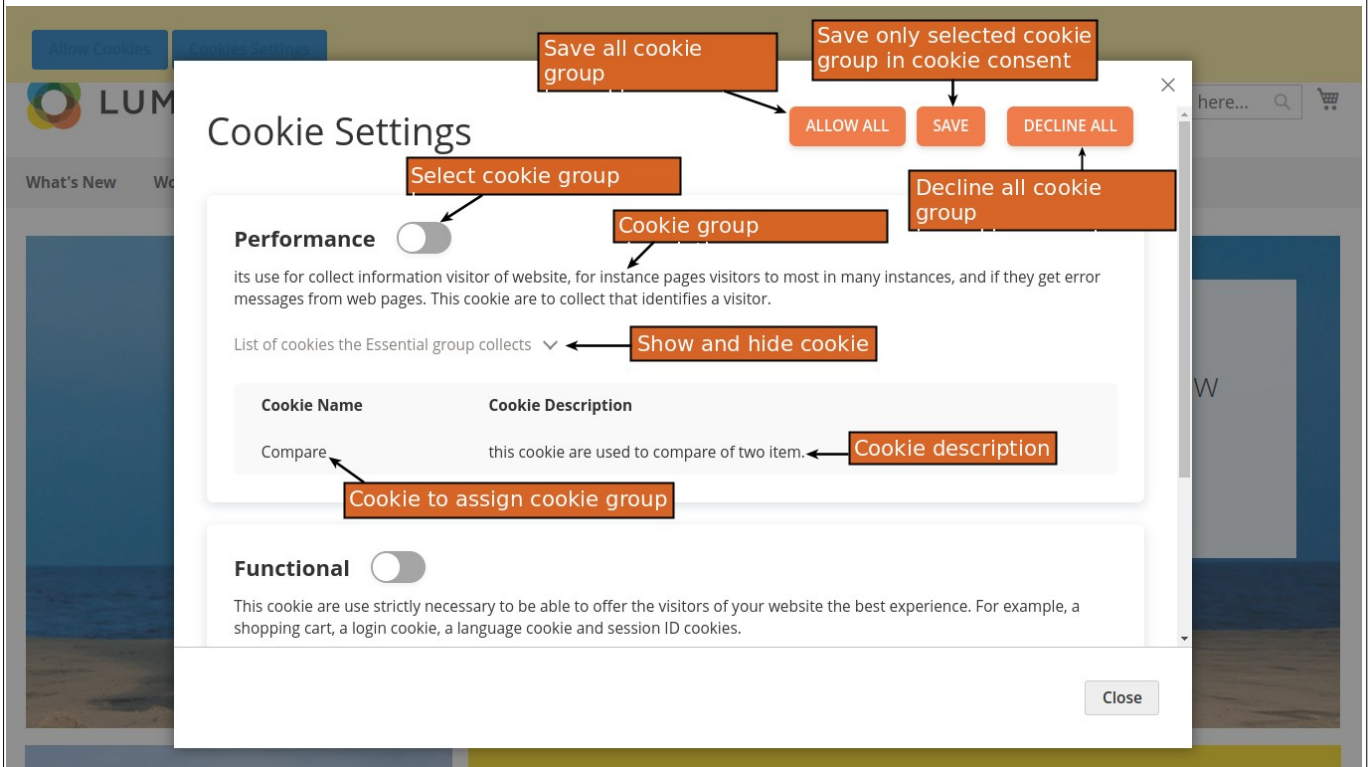 Allow Cookies
Cookies Settings
Save all cookie
group
Save only selected cookie
group in cookie consent
LUM
here...
Cookie Settings
ALLOW ALL
SAVE
DECLINE ALL
What's New
Wo
Select cookie group
Decline all cookie
group
Performance
Cookie group
its use for collect information visitor of website, for instance pages visitors to most in many instances, and if they get error
messages from web pages. This cookie are to collect that identifies a visitor.
List of cookies the Essential group collects
Show and hide cookie
W
Cookie Name
Cookie Description
Compare
this cookie are used to compare of two item.
Cookie description
Cookie to assign cookie group
Functional
This cookie are use strictly necessary to be able to offer the visitors of your website the best experience. For example, a
shopping cart, a login cookie, a language cookie and session ID cookies.
Close